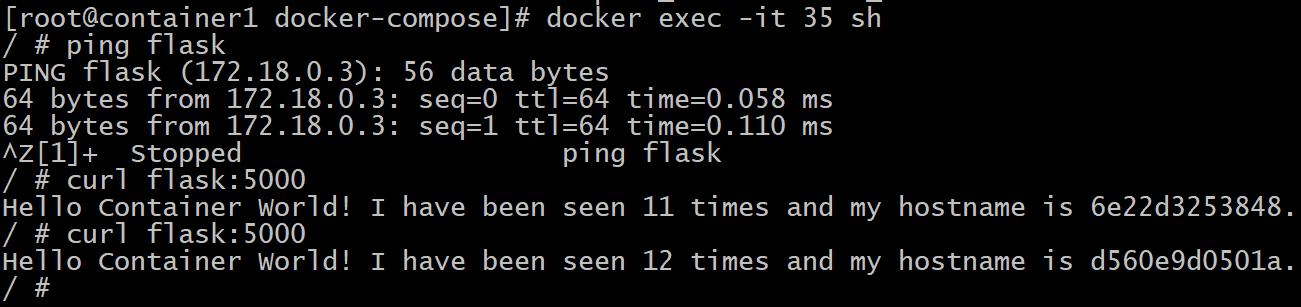 [root@container1 docker-compose]# docker exec -it 35 sh
/ # ping flask
PING flask (172.18.0.3): 56 data bytes
64 bytes from 172.18.0.3: seq=0 ttl=64 time=0.058 ms
64 bytes from 172.18.0.3: seq=1 ttl=64 time=0.110 ms
^Z[1]+  Stopped                    ping flask
/ # curl flask:5000
Hello Container World! I have been seen 11 times and my hostname is 6e22d3253848.
/ # curl flask:5000
Hello Container World! I have been seen 12 times and my hostname is d560e9d0501a.
/ #